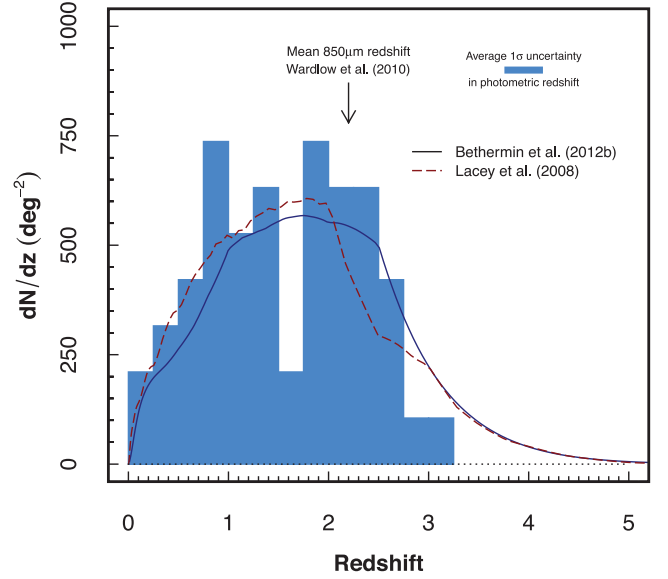 Mean 850μm redshift
Wardlow et al. (2010)
Average 1σ uncertainty
in photometric redshift
Bethermin et al. (2012b)
Lacey et al. (2008)
dN/dz (deg⁻²)
1000
750
500
250
0
0 1 2 3 4 5
Redshift